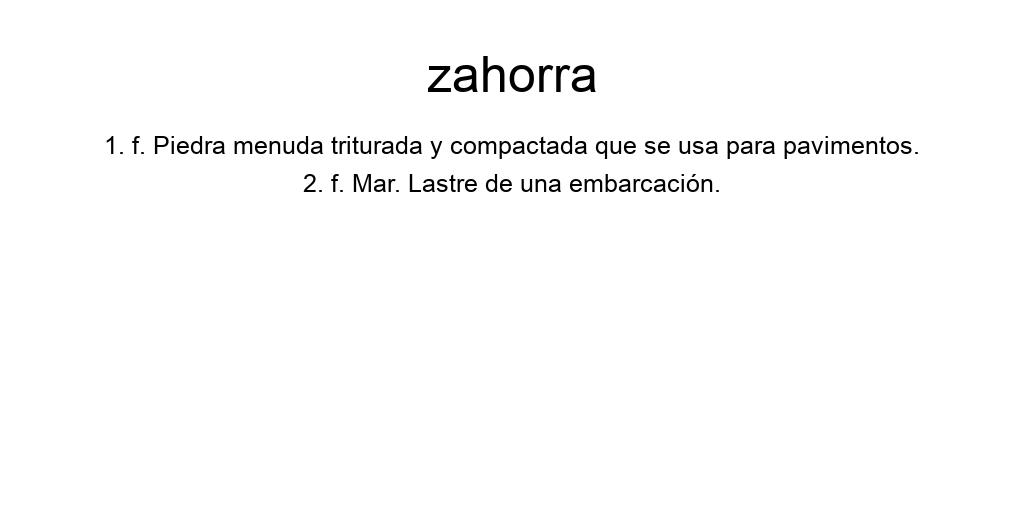 zahorra
1. f. Piedra menuda triturada y compactada que se usa para pavimentos.
2. f. Mar. Lastre de una embarcación.